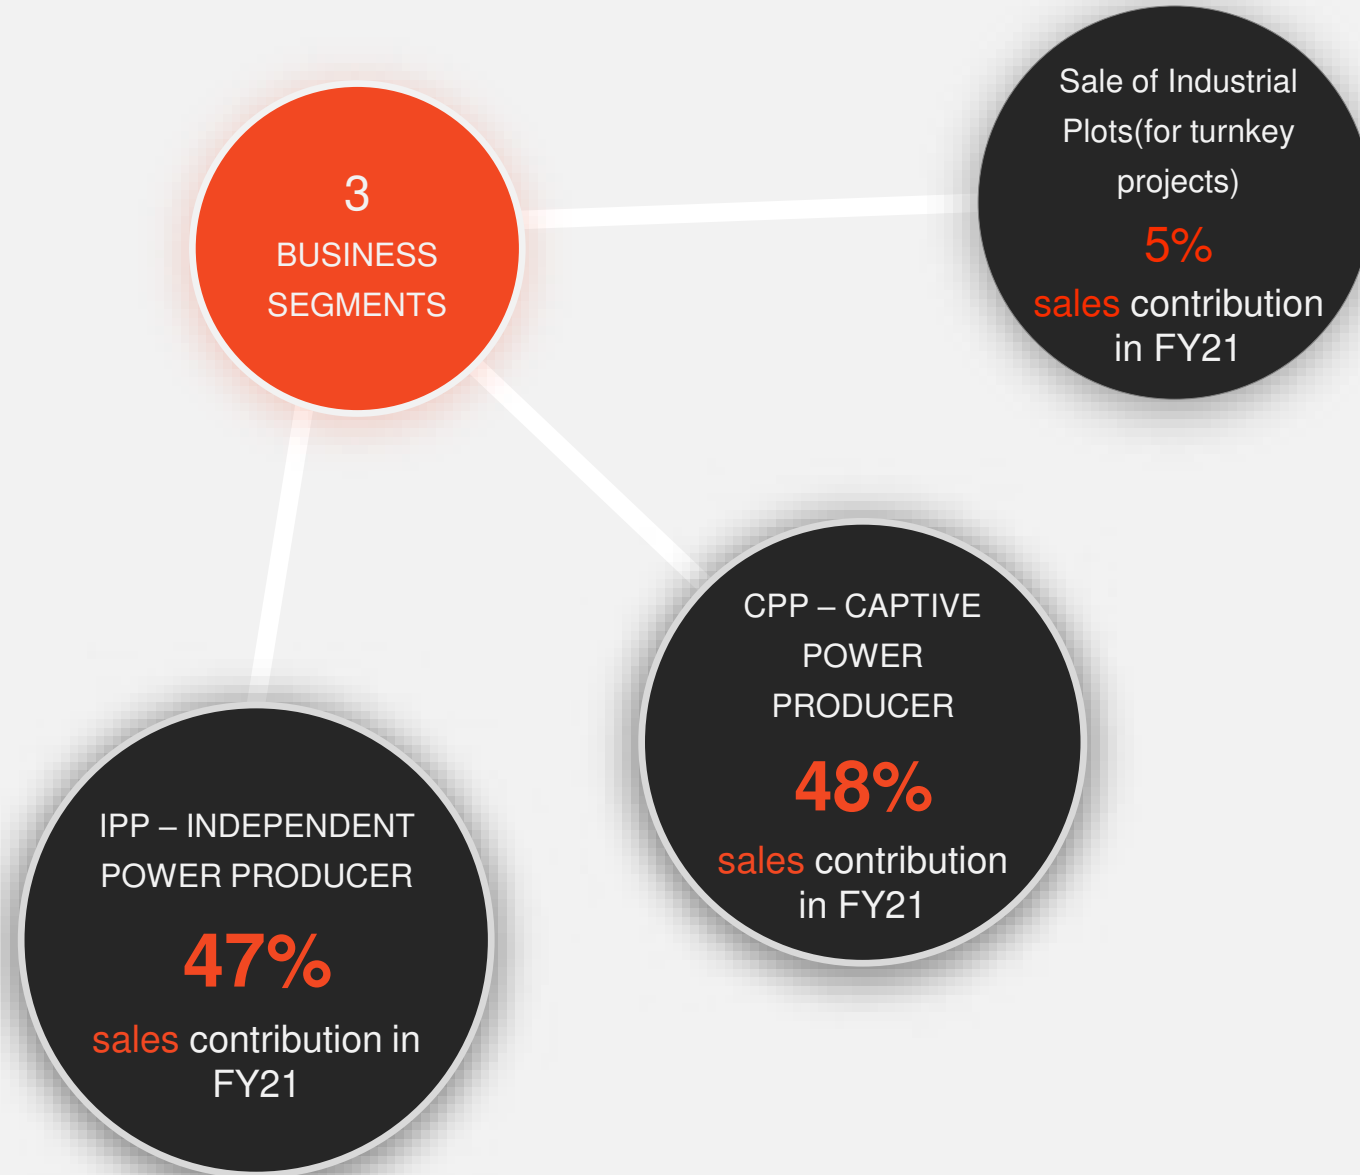 3
BUSINESS
SEGMENTS
Sale of Industrial
Plots(for turnkey
projects)
5%
sales contribution
in FY21
CPP – CAPTIVE
POWER
PRODUCER
48%
sales contribution
in FY21
IPP – INDEPENDENT
POWER PRODUCER
47%
sales contribution in
FY21